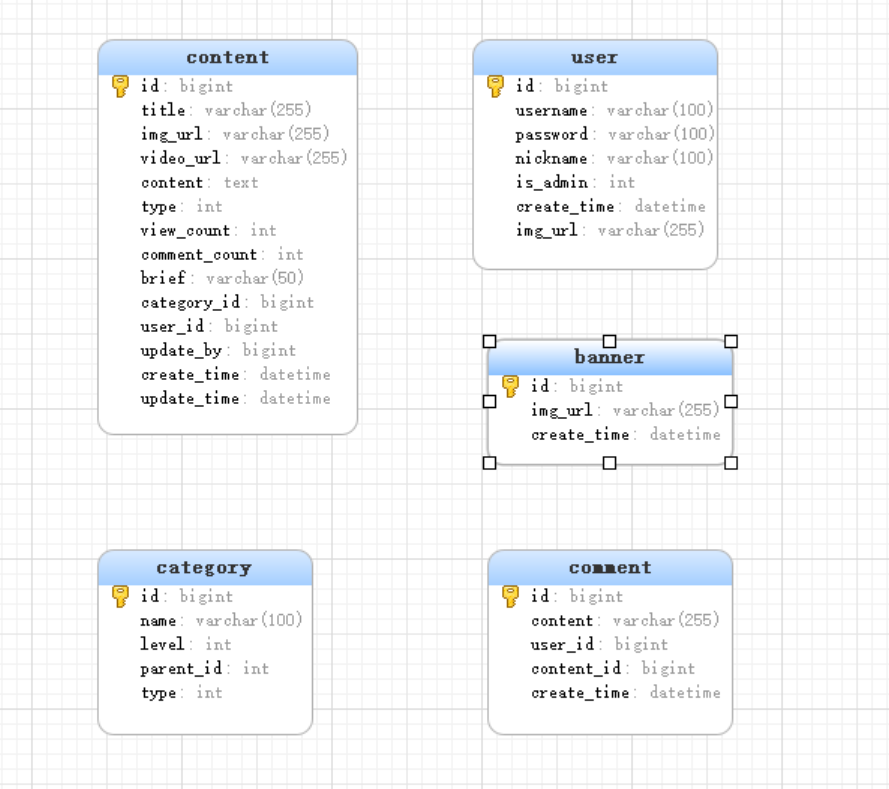 content
id: bigint
title: varchar(255)
img_url: varchar(255)
video_url: varchar(255)
content: text
type: int
view_count: int
comment_count: int
brief: varchar(50)
category_id: bigint
user_id: bigint
update_by: bigint
create_time: datetime
update_time: datetime
user
id: bigint
username: varchar(100)
password: varchar(100)
nickname: varchar(100)
is_admin: int
create_time: datetime
img_url: varchar(255)
banner
id: bigint
img_url: varchar(255)
create_time: datetime
category
id: bigint
name: varchar(100)
level: int
parent_id: int
type: int
comment
id: bigint
content: varchar(255)
user_id: bigint
content_id: bigint
create_time: datetime